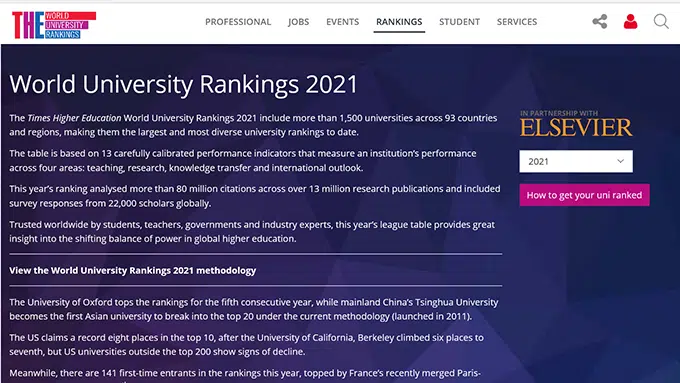 THE WORLD
UNIVERSITY
RANKINGS
PROFESSIONAL JOBS EVENTS RANKINGS STUDENT SERVICES
World University Rankings 2021
The Times Higher Education World University Rankings 2021 include more than 1,500 universities across 93 countries
and regions, making them the largest and most diverse university rankings to date.
The table is based on 13 carefully calibrated performance indicators that measure an institution's performance
across four areas: teaching, research, knowledge transfer and international outlook.
This year's ranking analysed more than 80 million citations across over 13 million research publications and included
survey responses from 22,000 scholars globally.
Trusted worldwide by students, teachers, governments and industry experts, this year's league table provides great
insight into the shifting balance of power in global higher education.
View the World University Rankings 2021 methodology
The University of Oxford tops the rankings for the fifth consecutive year, while mainland China's Tsinghua University
becomes the first Asian university to break into the top 20 under the current methodology (launched in 2011).
The US claims a record eight places in the top 10, after the University of California, Berkeley climbed six places to
seventh, but US universities outside the top 200 show signs of decline.
Meanwhile, there are 141 first-time entrants in the rankings this year, topped by France's recently merged Paris-
IN PARTNERSHIP WITH
ELSEVIER
2021
How to get your uni ranked